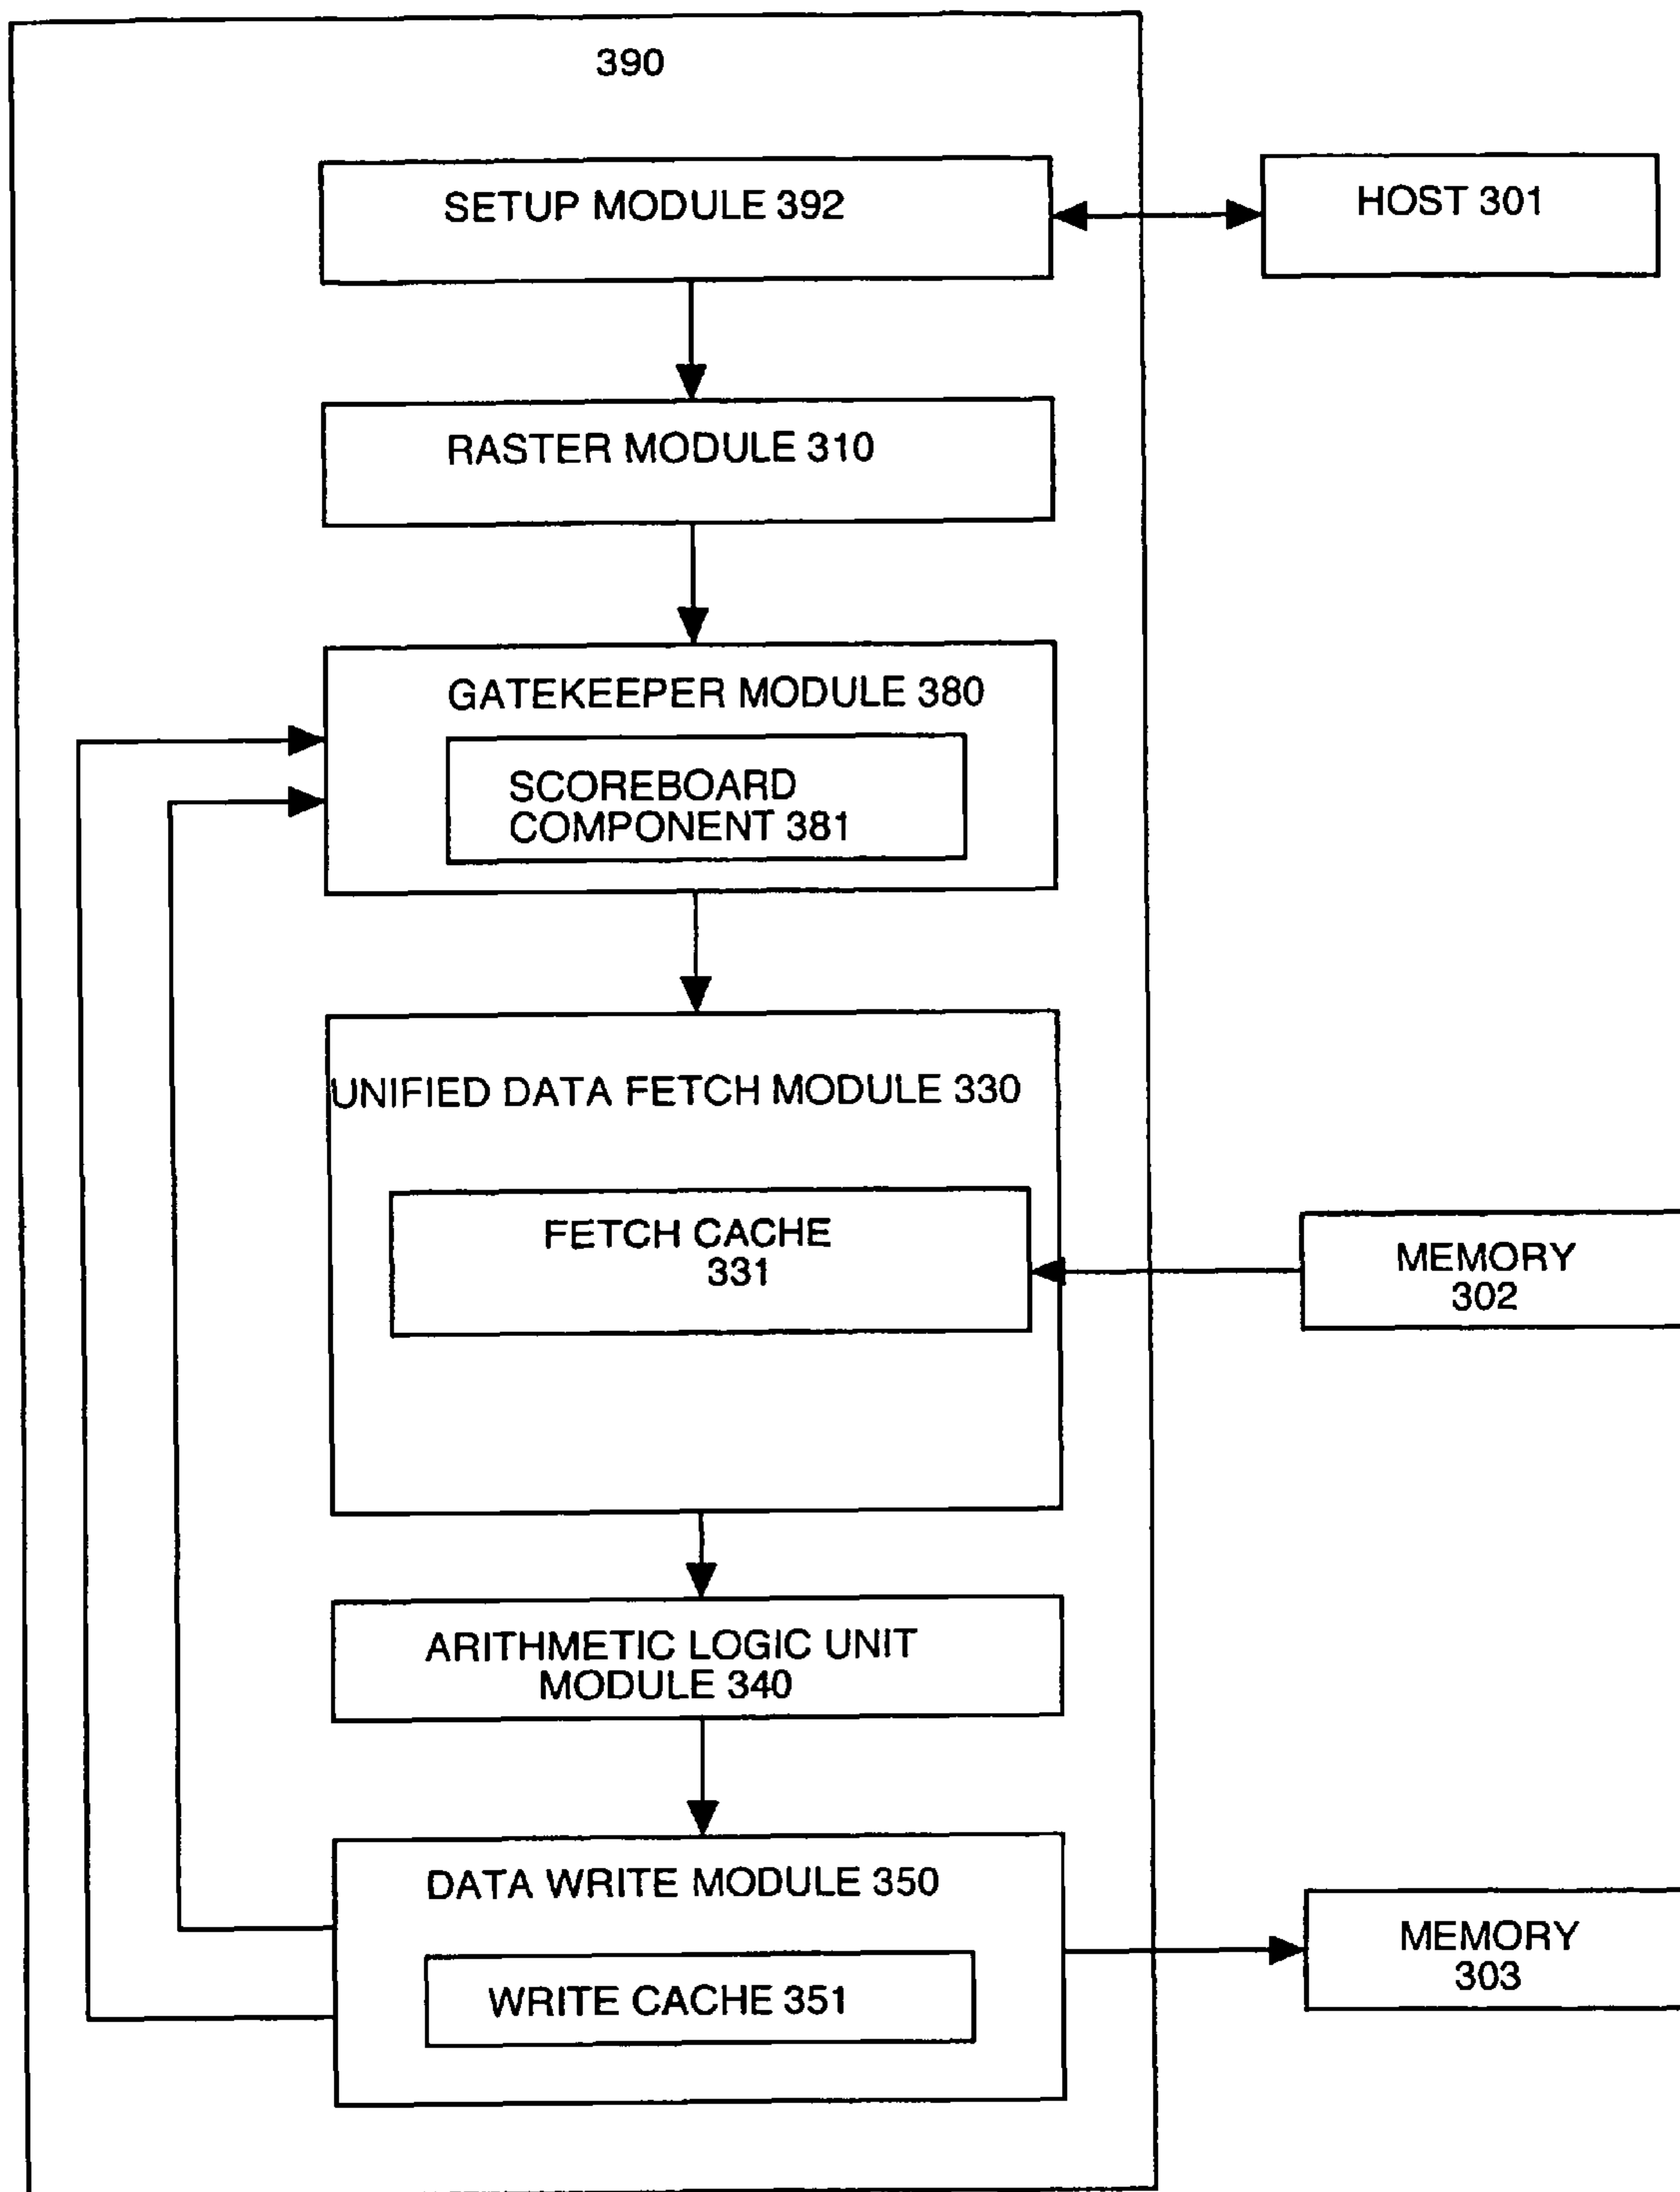 390
SETUP MODULE 392
HOST 301
RASTER MODULE 310
GATEKEEPER MODULE 380
SCOREBOARD
COMPONENT 381
UNIFIED DATA FETCH MODULE 330
FETCH CACHE
331
MEMORY
302
ARITHMETIC LOGIC UNIT
MODULE 340
DATA WRITE MODULE 350
WRITE CACHE 351
MEMORY
303